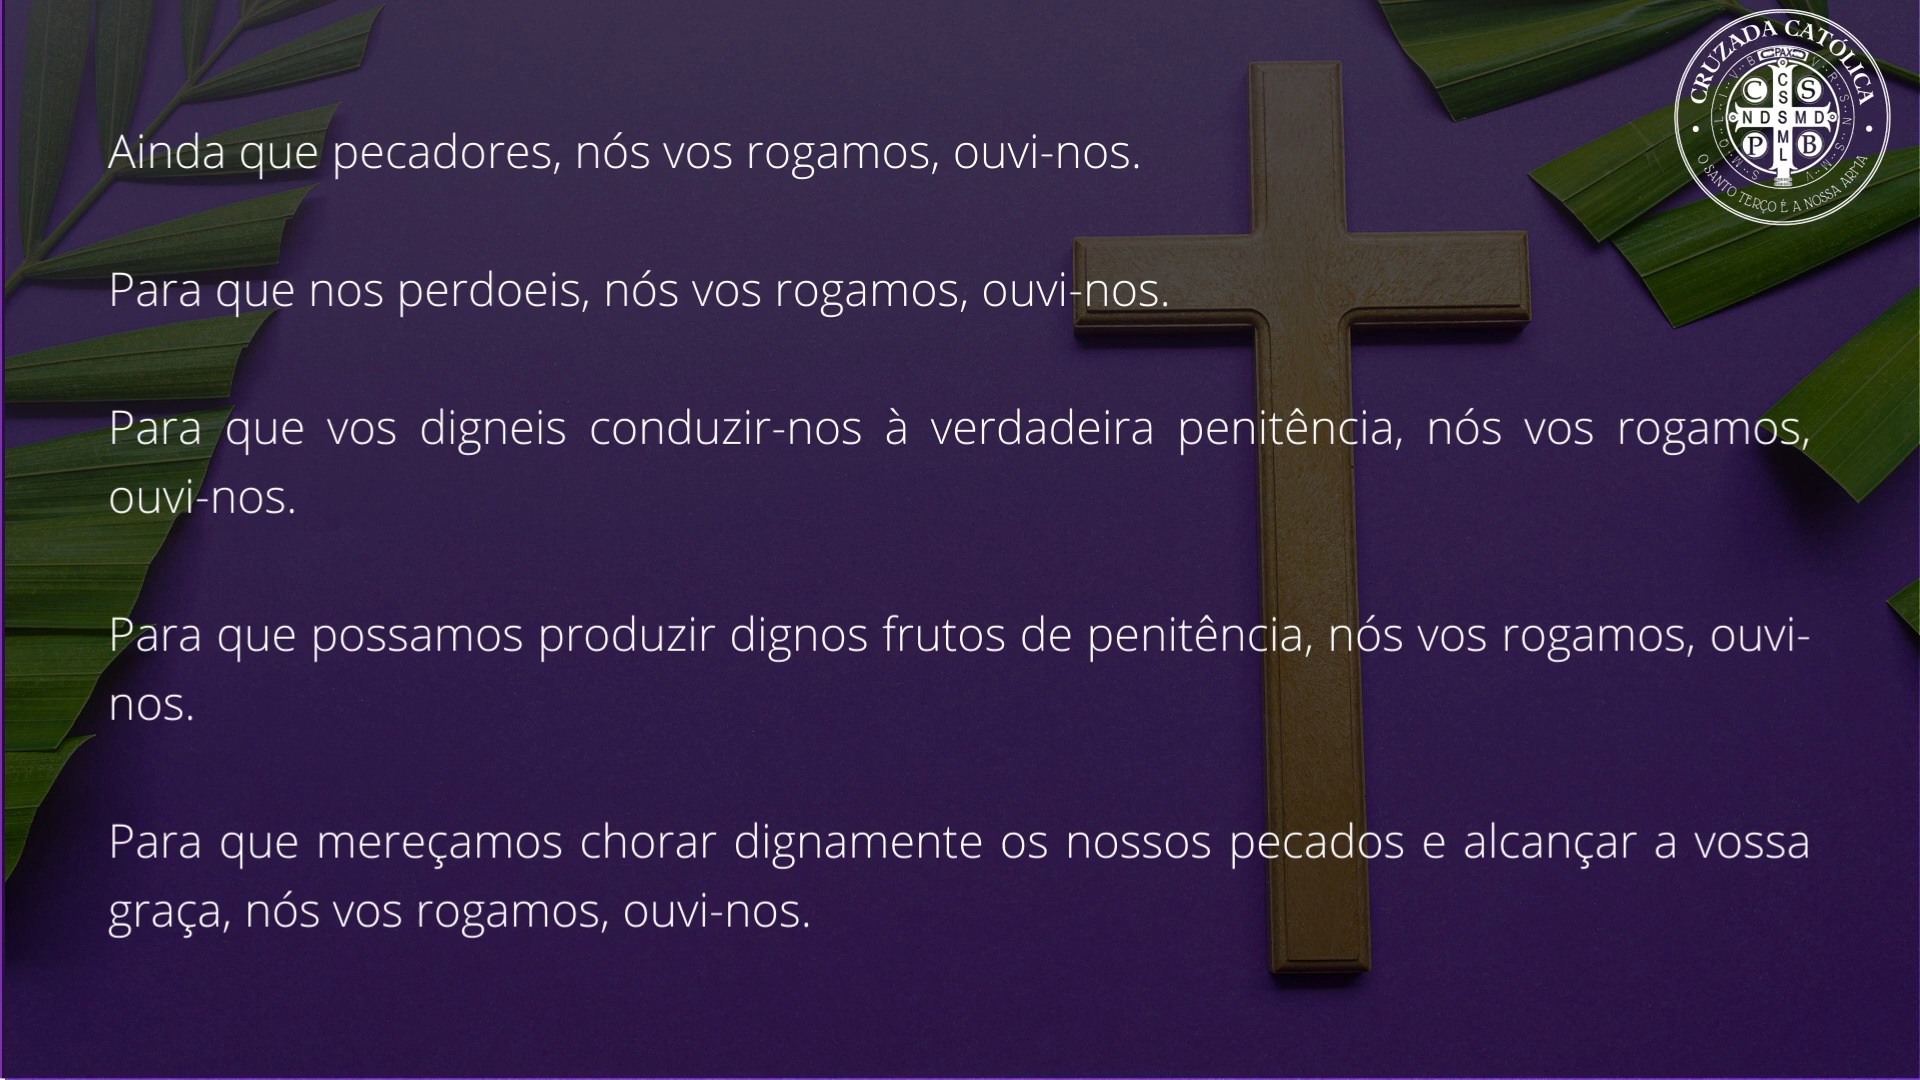 Ainda que pecadores, nós vos rogamos, ouvi-nos.
Para que nos perdoeis, nós vos rogamos, ouvi-nos.
Para que vos digneis conduzir-nos à verdadeira penitência, nós vos rogamos,
ouvi-nos.
Para que possamos produzir dignos frutos de penitência, nós vos rogamos, ouvi-
nos.
Para que mereçamos chorar dignamente os nossos pecados e alcançar a vossa
graça, nós vos rogamos, ouvi-nos.
CRUZADA CATÓLICA
PAX
C S
C S S
N D S M D
M
P L B
O SANTO TERÇO É A NOSSA ARMA